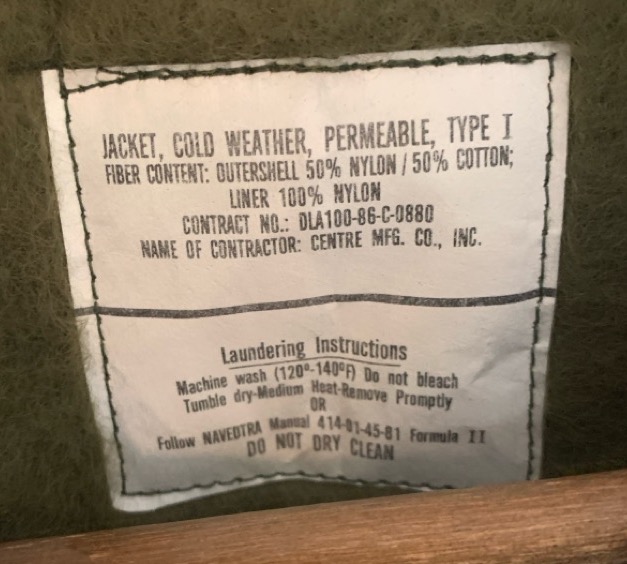 JACKET, COLD WEATHER, PERMEABLE, TYPE I
FIBER CONTENT: OUTERSHELL 50% NYLON / 50% COTTON;
LINER 100% NYLON
CONTRACT NO.: DLA100-86-C-0880
NAME OF CONTRACTOR: CENTRE MFG. CO., INC.
Laundering Instructions
Machine wash (120°-140°F) Do not bleach
Tumble dry-Medium Heat-Remove Promptly
OR
Follow NAVEDTRA Manual 414-01-45-81 Formula II
DO NOT DRY CLEAN